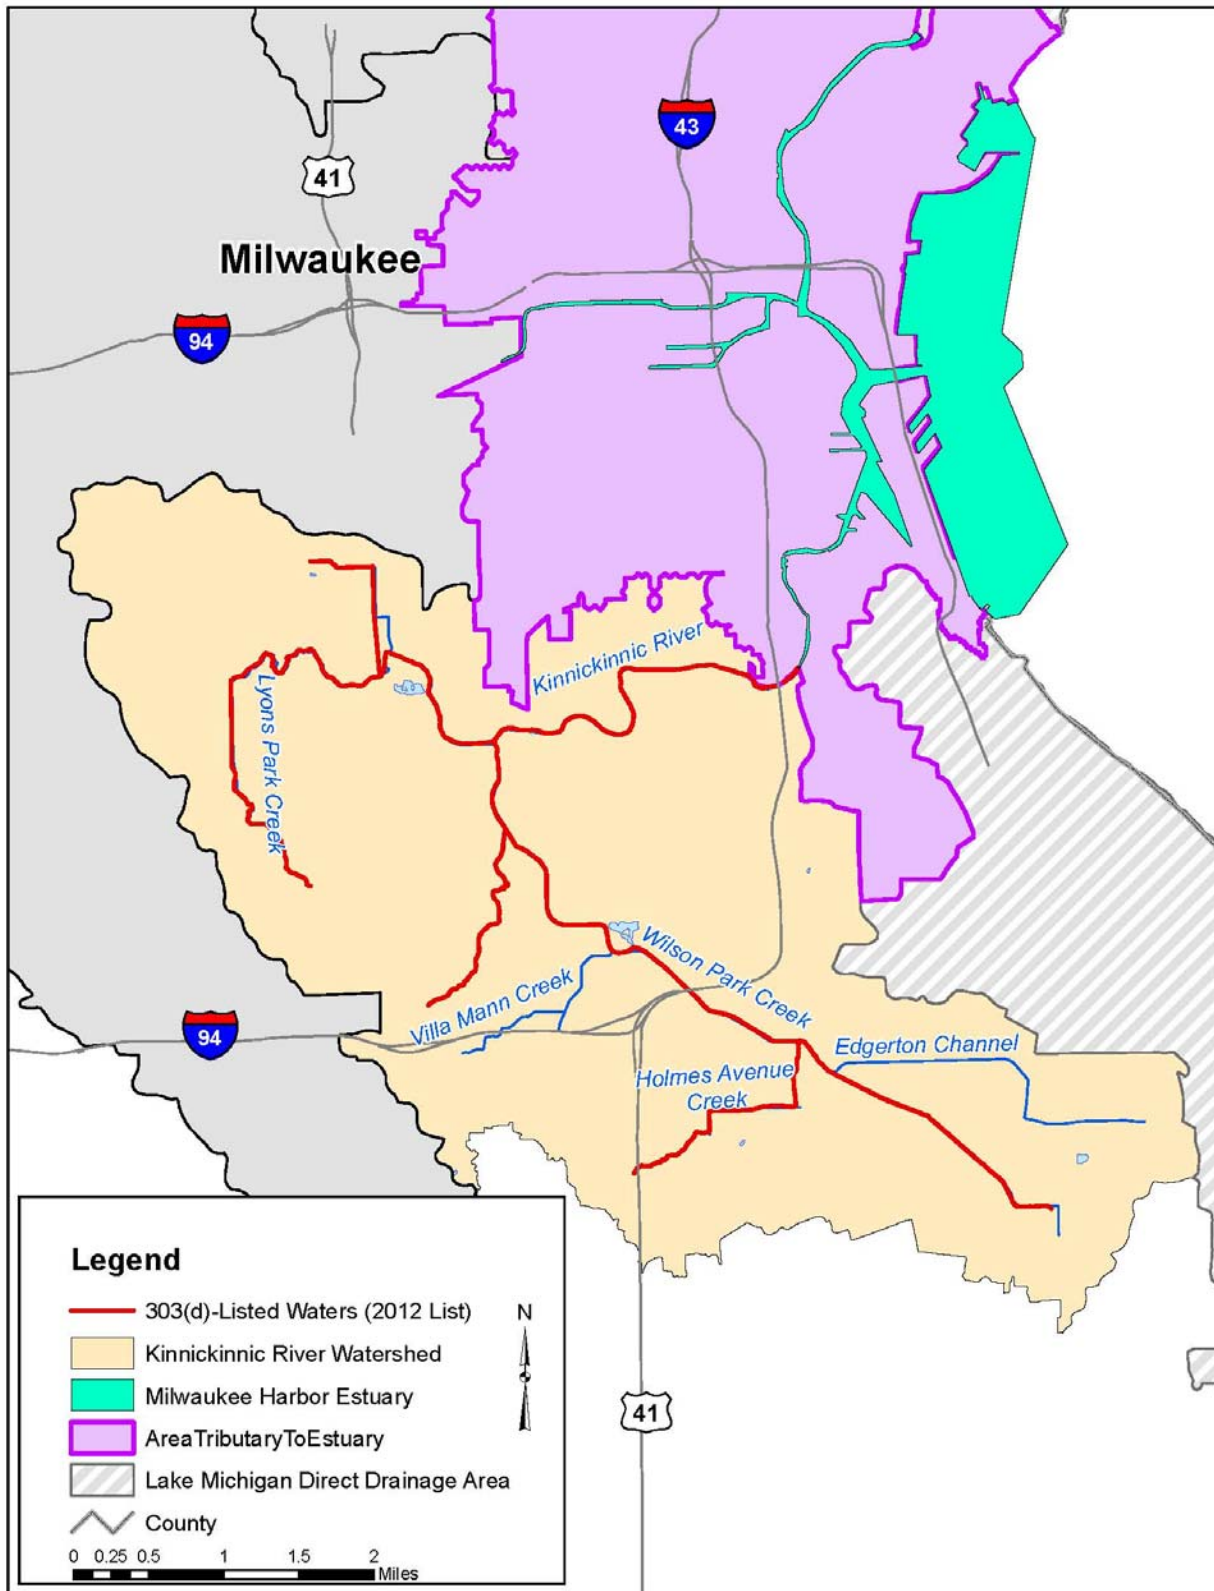 43
41
Milwaukee
94
Kinnickinnic River
Lyons Park Creek
Wilson Park Creek
Villa Mann Creek
94
Edgerton Channel
Holmes Avenue
Creek
Legend
303(d)-Listed Waters (2012 List)
N
Kinnickinnic River Watershed
Milwaukee Harbor Estuary
AreaTributaryToEstuary
41
Lake Michigan Direct Drainage Area
County
0 0.25 0.5 1 1.5 2
Miles